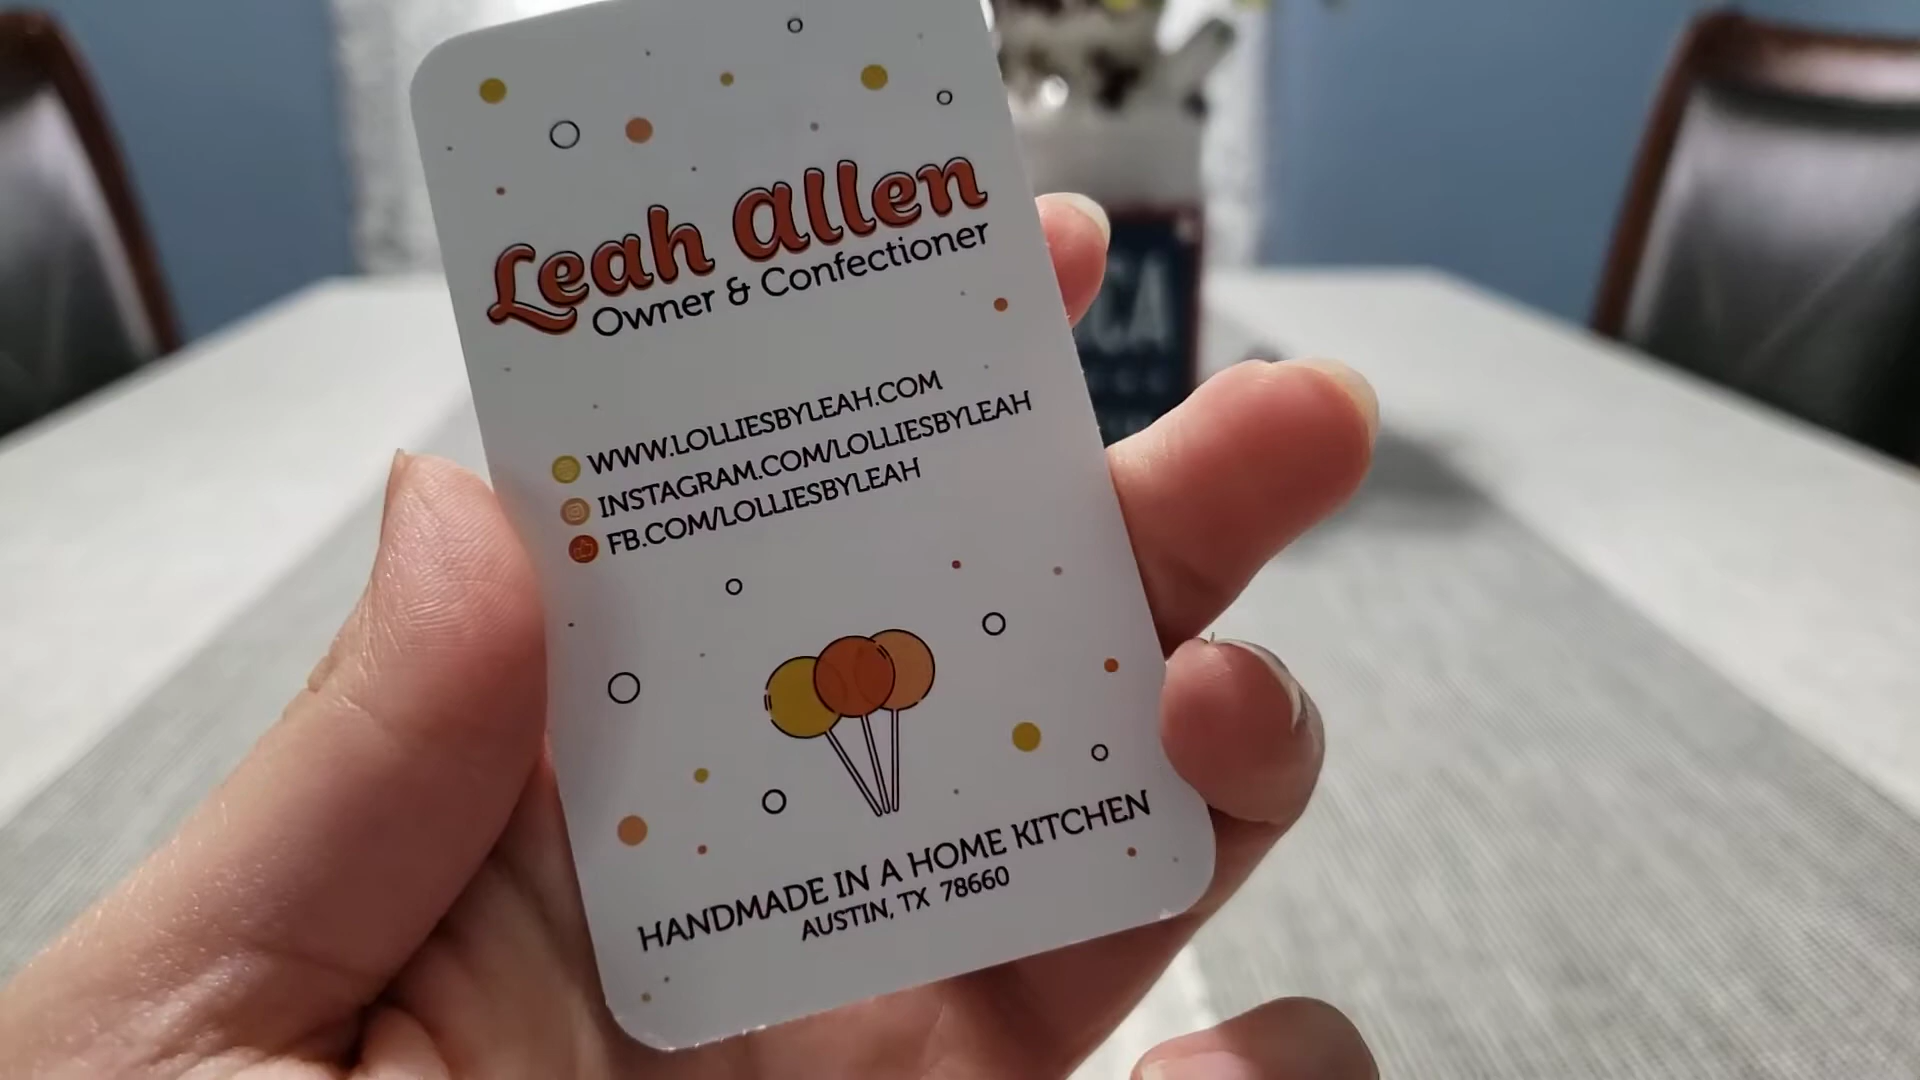 Leah Allen
Owner & Confectioner
WWW.LOLLIESBYLEAH.COM
INSTAGRAM.COM/LOLLIESBYLEAH
FB.COM/LOLLIESBYLEAH
HANDMADE IN A HOME KITCHEN
AUSTIN, TX 78660